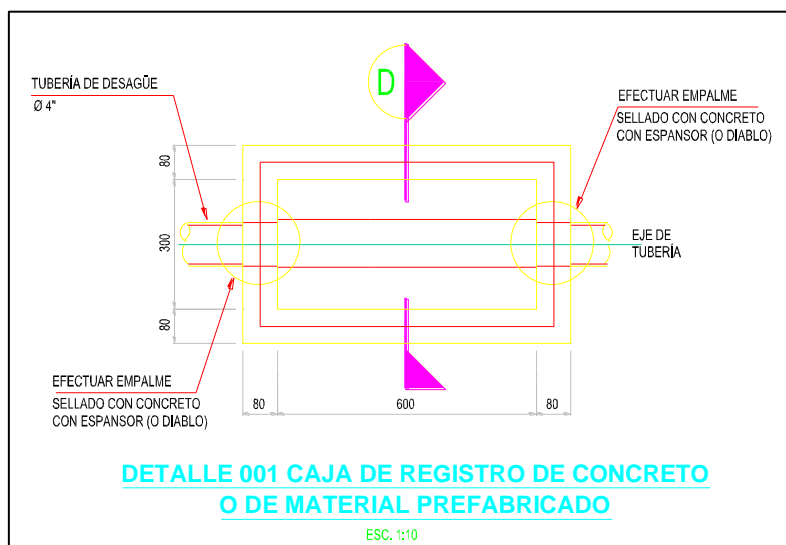 D
TUBERÍA DE DESAGÜE
Ø 4"
EFECTUAR EMPALME
SELLADO CON CONCRETO
CON ESPANSOR (O DIABLO)
80
300
80
EJE DE
TUBERÍA
EFECTUAR EMPALME
SELLADO CON CONCRETO
CON ESPANSOR (O DIABLO)
80
600
80
DETALLE 001 CAJA DE REGISTRO DE CONCRETO
O DE MATERIAL PREFABRICADO
ESC. 1:10